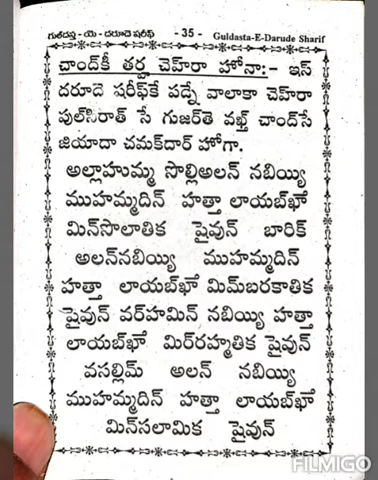 గుల్‌దస్త - యె - దరూదె షరీఫ్ - 35 - Guldasta-E-Darude Sharif
చాంద్‌కీ తర్హ చెహ్‌రా హోనా:- ఇస్
దరూదె షరీఫ్‌కే పద్నే వాలాకా చెహ్‌రా
పుల్‌సిరాత్ సే గుజర్‌తె వఖ్త్ చాంద్‌సే
జియాదా చమక్‌దార్ హోగా.
అల్లాహుమ్మ సొల్లిఅలన్ నబియ్యి
ముహమ్మదిన్ హత్తా లాయబ్‌ఖా
మిన్‌సొలాతిక షైవున్ బారిక్
అలన్‌నబియ్యి ముహమ్మదిన్
హత్తా లాయబ్‌ఖా మిమ్‌బరకాతిక
షైవున్ వర్‌హమిన్ నబియ్యి హత్తా
లాయబ్‌ఖా మిర్‌రహ్మతిక షైవున్
వసల్లిమ్ అలన్ నబియ్యి
ముహమ్మదిన్ హత్తా లాయబ్‌ఖా
మిన్‌సలామిక షైవున్
FILMIGO